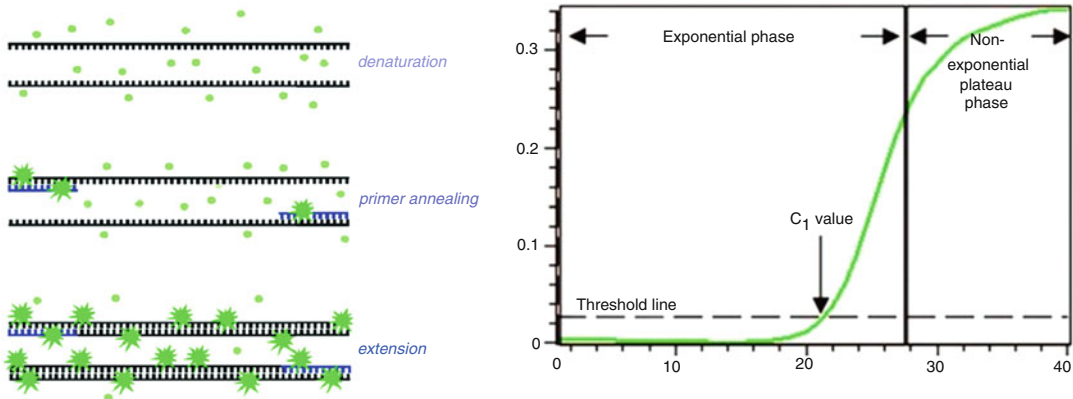 denaturation
primer annealing
extension
0.3
0.2
0.1
0
Exponential phase
Non-
exponential
plateau
phase
C1 value
Threshold line
0 10 20 30 40